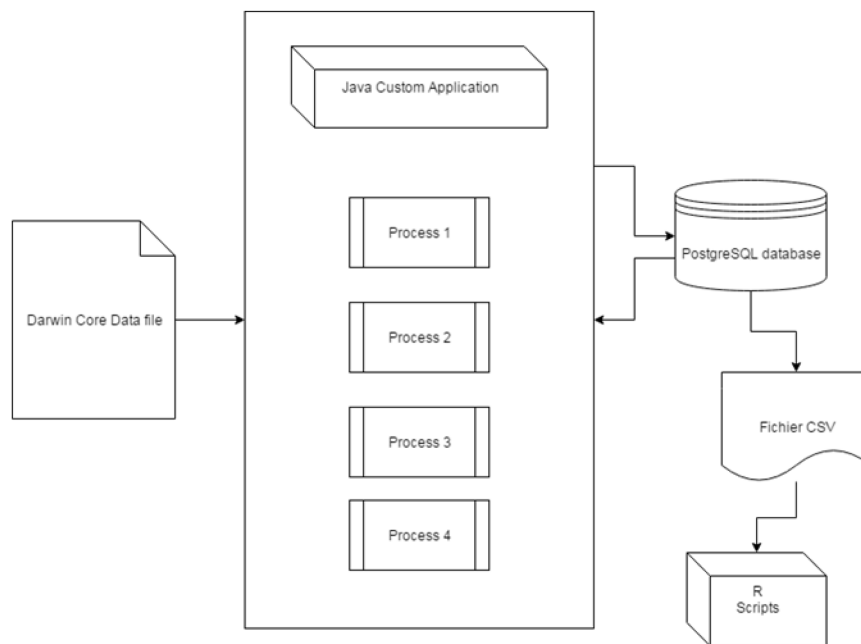 Java Custom Application
Darwin Core Data file
Process 1
Process 2
Process 3
Process 4
PostgreSQL database
Fichier CSV
R
Scripts